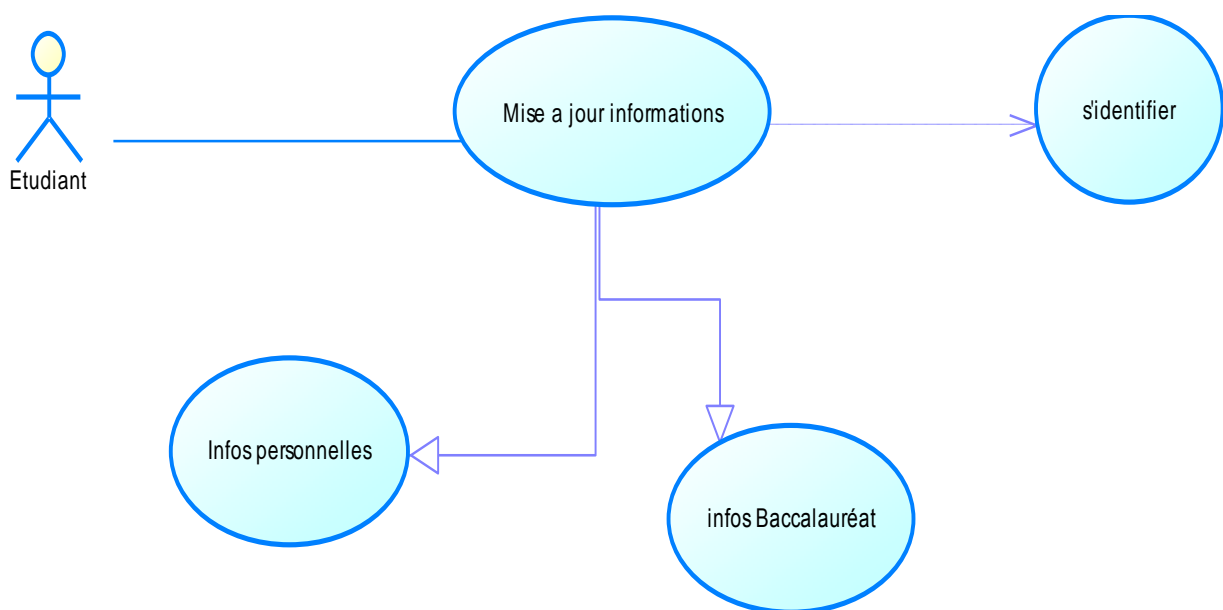 Mise a jour informations
s'identifier
Etudiant
Infos personnelles
infos Baccalauréat